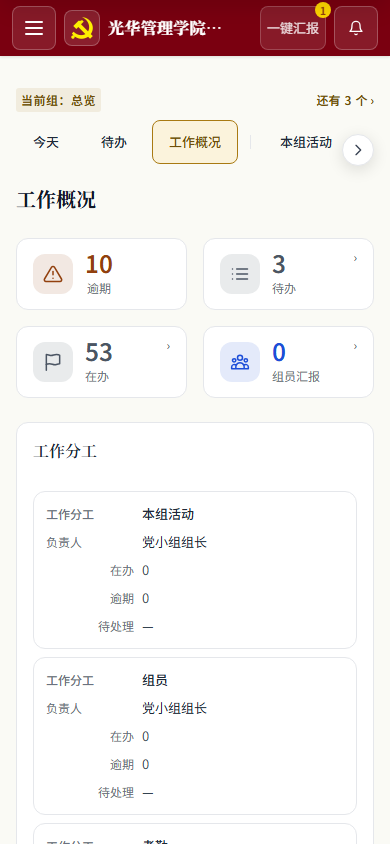 光华管理学院…
一键汇报
1
当前组：总览
还有 3 个 ›
今天
待办
工作概况
本组活动
工作概况
10
逾期
3
待办
53
在办
0
组员汇报
工作分工
工作分工 本组活动
负责人 党小组组长
在办 0
逾期 0
待处理 —
工作分工 组员
负责人 党小组组长
在办 0
逾期 0
待处理 —